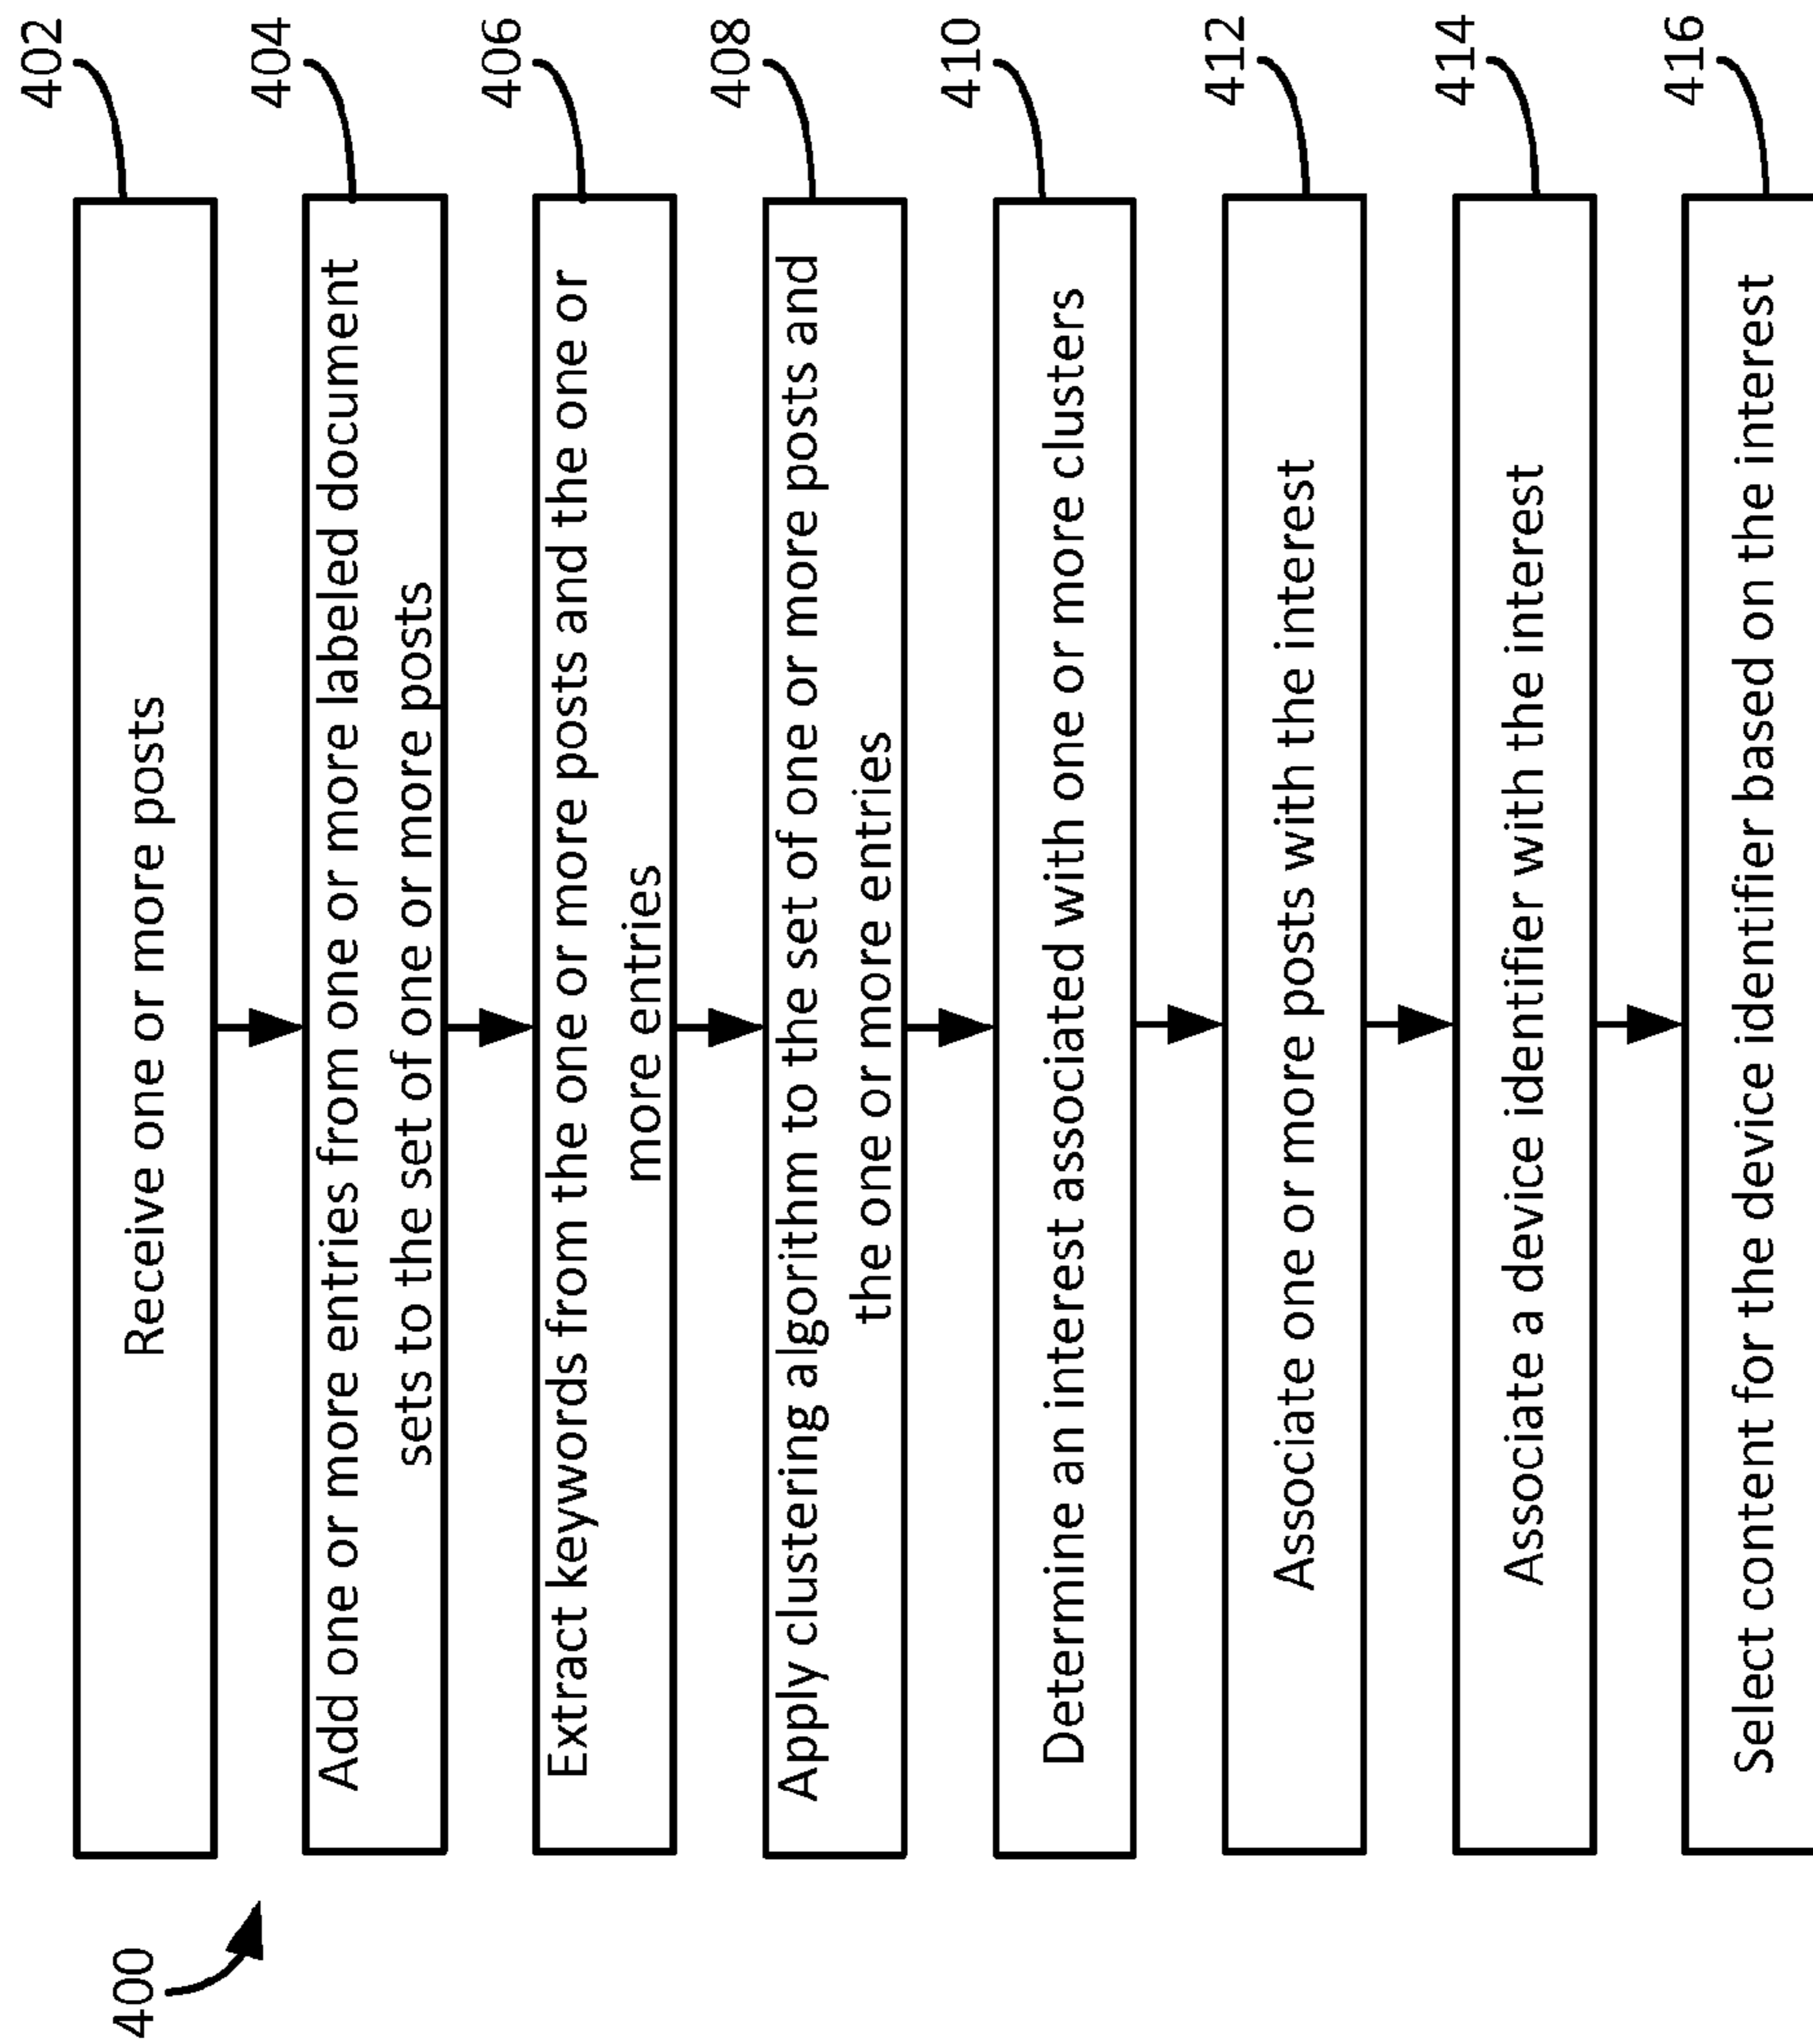 400
402
Receive one or more posts
404
Add one or more entries from one or more labeled document
sets to the set of one or more posts
406
Extract keywords from the one or more posts and the one or
more entries
408
Apply clustering algorithm to the set of one or more posts and
the one or more entries
410
Determine an interest associated with one or more clusters
412
Associate one or more posts with the interest
414
Associate a device identifier with the interest
416
Select content for the device identifier based on the interest